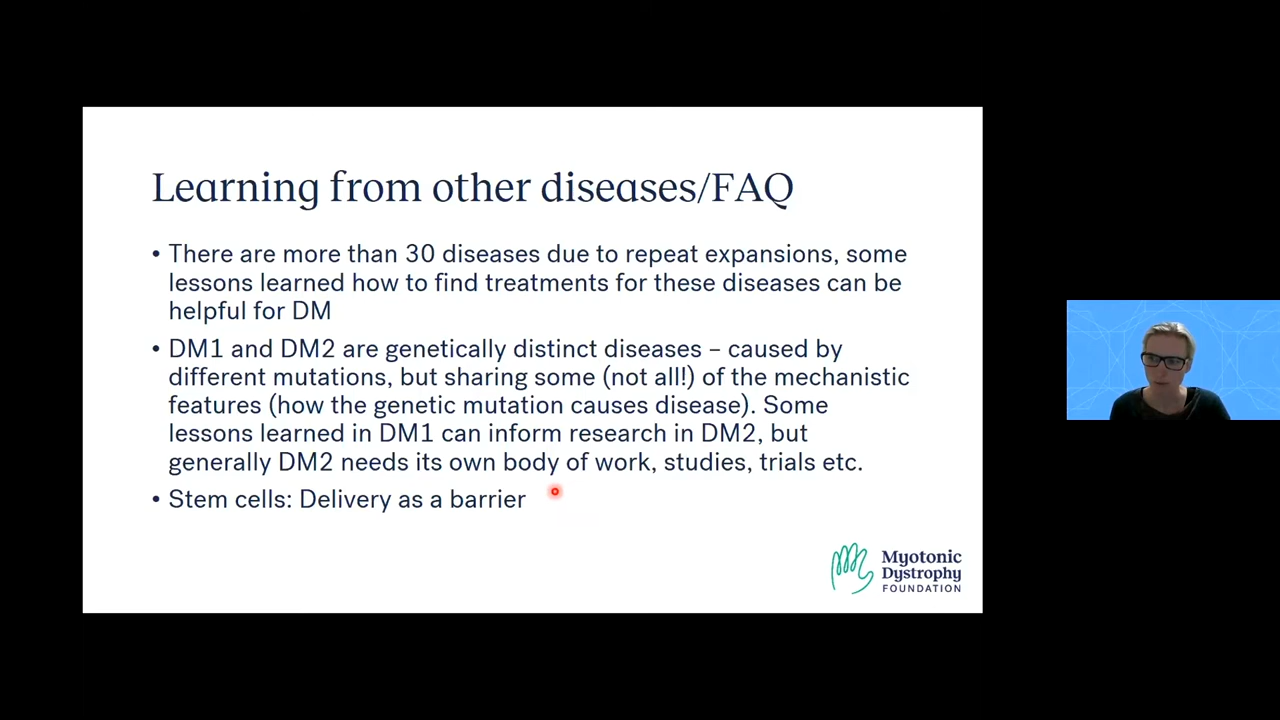 Learning from other diseases/FAQ
• There are more than 30 diseases due to repeat expansions, some
lessons learned how to find treatments for these diseases can be
helpful for DM
• DM1 and DM2 are genetically distinct diseases – caused by
different mutations, but sharing some (not all!) of the mechanistic
features (how the genetic mutation causes disease). Some
lessons learned in DM1 can inform research in DM2, but
generally DM2 needs its own body of work, studies, trials etc.
• Stem cells: Delivery as a barrier
Myotonic
Dystrophy
FOUNDATION